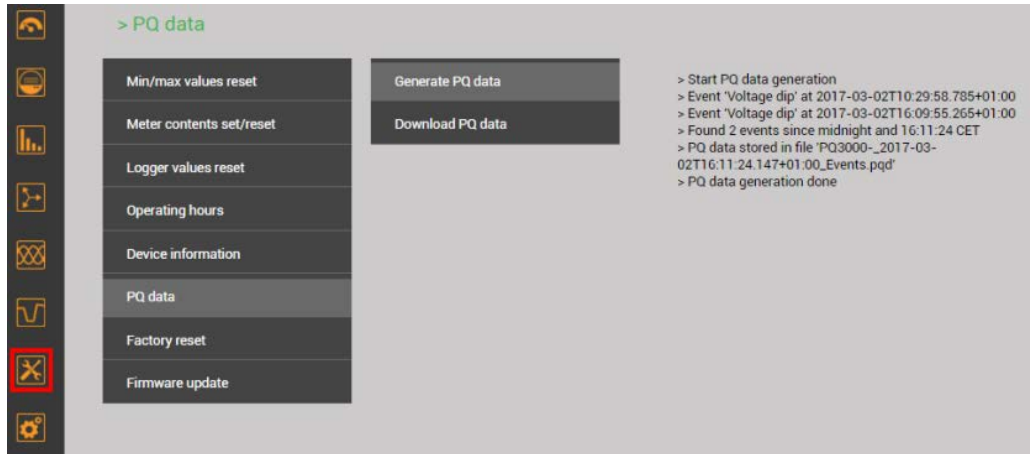 > PQ data
Min/max values reset
Meter contents set/reset
Logger values reset
Operating hours
Device information
PQ data
Factory reset
Firmware update
Generate PQ data
Download PQ data
> Start PQ data generation
> Event 'Voltage dip' at 2017-03-02T10:29:58.785+01:00
> Event 'Voltage dip' at 2017-03-02T16:09:55.265+01:00
> Found 2 events since midnight and 16:11:24 CET
> PQ data stored in file 'PQ3000-_2017-03-
02T16:11:24.147+01:00_Events.pqd'
> PQ data generation done